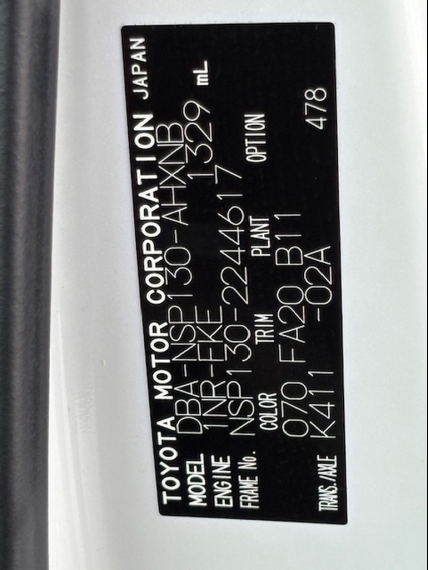 TOYOTA MOTOR CORPORATION JAPAN
MODEL DBA-NSP130-AHXNB
ENGINE 1NR-FKE 1329 mL
FRAME No. NSP130-2244617
COLOR TRIM PLANT OPTION
070 FA20 B11
TRANS./AXLE K411 -02A 478